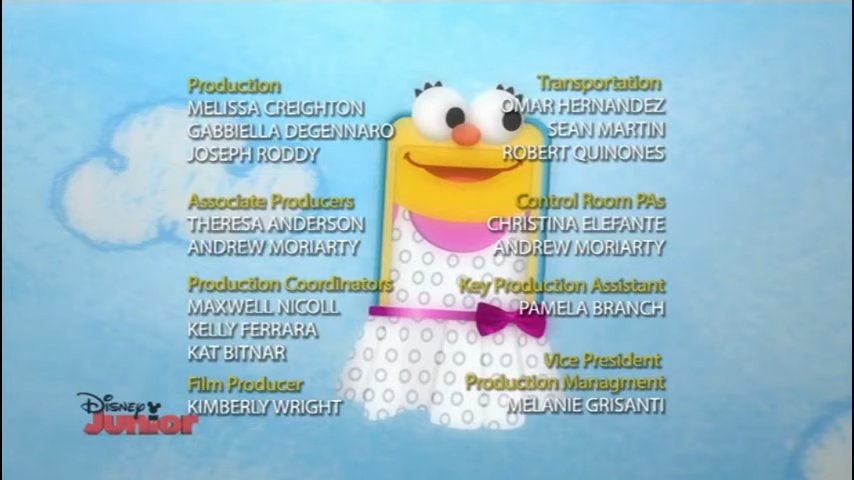 Production
MELISSA CREIGHTON
GABBIELLA DEGENNARO
JOSEPH RODDY
Associate Producers
THERESA ANDERSON
ANDREW MORIARTY
Production Coordinators
MAXWELL NICOLL
KELLY FERRARA
KAT BITNAR
Film Producer
KIMBERLY WRIGHT
Transportation
OMAR HERNANDEZ
SEAN MARTIN
ROBERT QUINONES
Control Room PAs
CHRISTINA ELEFANTE
ANDREW MORIARTY
Key Production Assistant
PAMELA BRANCH
Vice President
Production Managment
MELANIE GRISANTI
Disney
Junior